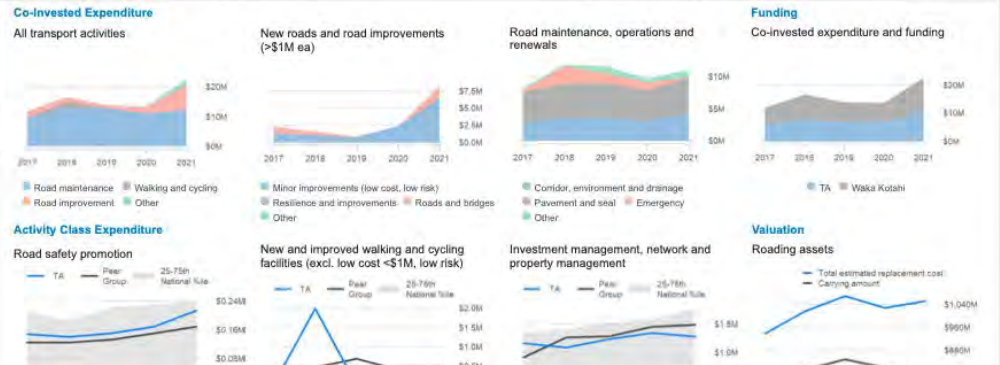 Co-Invested Expenditure
Funding
All transport activities
New roads and road improvements
(>$1M ea)
Road maintenance, operations and
renewals
Co-invested expenditure and funding
$20M
$10M
$0M
2017 2018 2019 2020 2021
$7.5M
$5.0M
$2.5M
$0.0M
2017 2018 2019 2020 2021
$10M
$5M
$0M
2017 2018 2019 2020 2021
$20M
$10M
$0M
2017 2018 2019 2020 2021
Road maintenance Walking and cycling
Road improvement Other
Minor improvements (low cost, low risk)
Resilience and improvements Roads and bridges
Other
Corridor, environment and drainage
Pavement and seal Emergency
Other
TA Waka Kotahi
Activity Class Expenditure
Valuation
Road safety promotion
New and improved walking and cycling
facilities (excl. low cost <$1M, low risk)
Investment management, network and
property management
Roading assets
TA Peer Group 25-75th National %ile
$0.24M
$0.16M
$0.08M
TA Peer Group 25-75th National %ile
$2.0M
$1.5M
$1.0M
TA Peer Group 25-75th National %ile
$1.5M
$1.0M
Total estimated replacement cost
Carrying amount
$1,040M
$960M
$880M